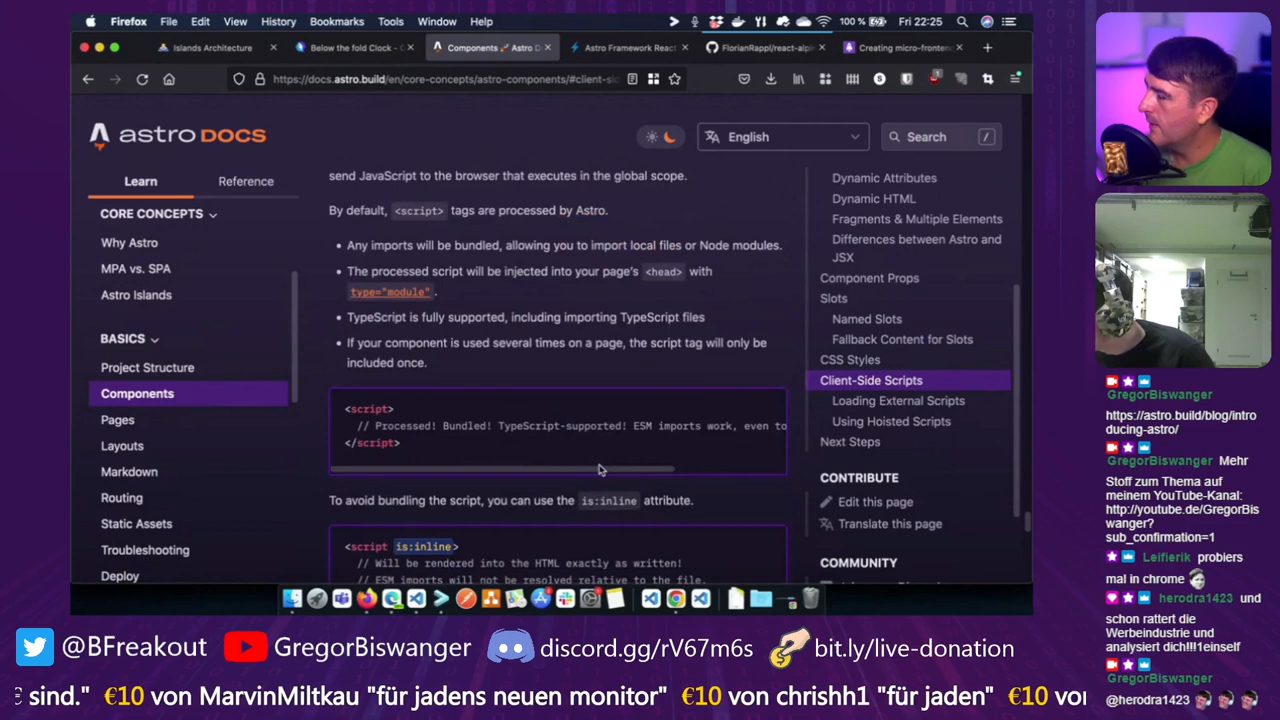 Firefox File Edit View History Bookmarks Tools Window Help
100 % Fri 22:25
Islands Architecture
Below the fold Clock - C
Components 🚀 Astro D
Astro Framework React
FlorianRappl/react-alpi
Creating micro-fronten
https://docs.astro.build/en/core-concepts/astro-components/#client-si
astro DOCS
English
Search /
Learn Reference
CORE CONCEPTS
Why Astro
MPA vs. SPA
Astro Islands
BASICS
Project Structure
Components
Pages
Layouts
Markdown
Routing
Static Assets
Troubleshooting
Deploy
send JavaScript to the browser that executes in the global scope.
By default, <script> tags are processed by Astro.
• Any imports will be bundled, allowing you to import local files or Node modules.
• The processed script will be injected into your page's <head> with
type="module".
• TypeScript is fully supported, including importing TypeScript files
• If your component is used several times on a page, the script tag will only be
included once.
<script>
// Processed! Bundled! TypeScript-supported! ESM imports work, even to
</script>
To avoid bundling the script, you can use the is:inline attribute.
<script is:inline>
// Will be rendered into the HTML exactly as written!
// ESM imports will not be resolved relative to the file.
Dynamic Attributes
Dynamic HTML
Fragments & Multiple Elements
Differences between Astro and
JSX
Component Props
Slots
Named Slots
Fallback Content for Slots
CSS Styles
Client-Side Scripts
Loading External Scripts
Using Hoisted Scripts
Next Steps
CONTRIBUTE
Edit this page
Translate this page
COMMUNITY
GregorBiswanger
https://astro.build/blog/intro
ducing-astro/
GregorBiswanger Mehr
Stoff zum Thema auf
meinem YouTube-Kanal:
http://youtube.de/GregorBis
wanger?
sub_confirmation=1
Leifierik probiers
mal in chrome
herodra1423 und
schon rattert die
Werbeindustrie und
analysiert dich!!!1einself
GregorBiswanger
@herodra1423
@BFreakout GregorBiswanger discord.gg/rV67m6s bit.ly/live-donation
sind." €10 von MarvinMiltkau "für jadens neuen monitor" €10 von chrishh1 "für jaden" €10 vor